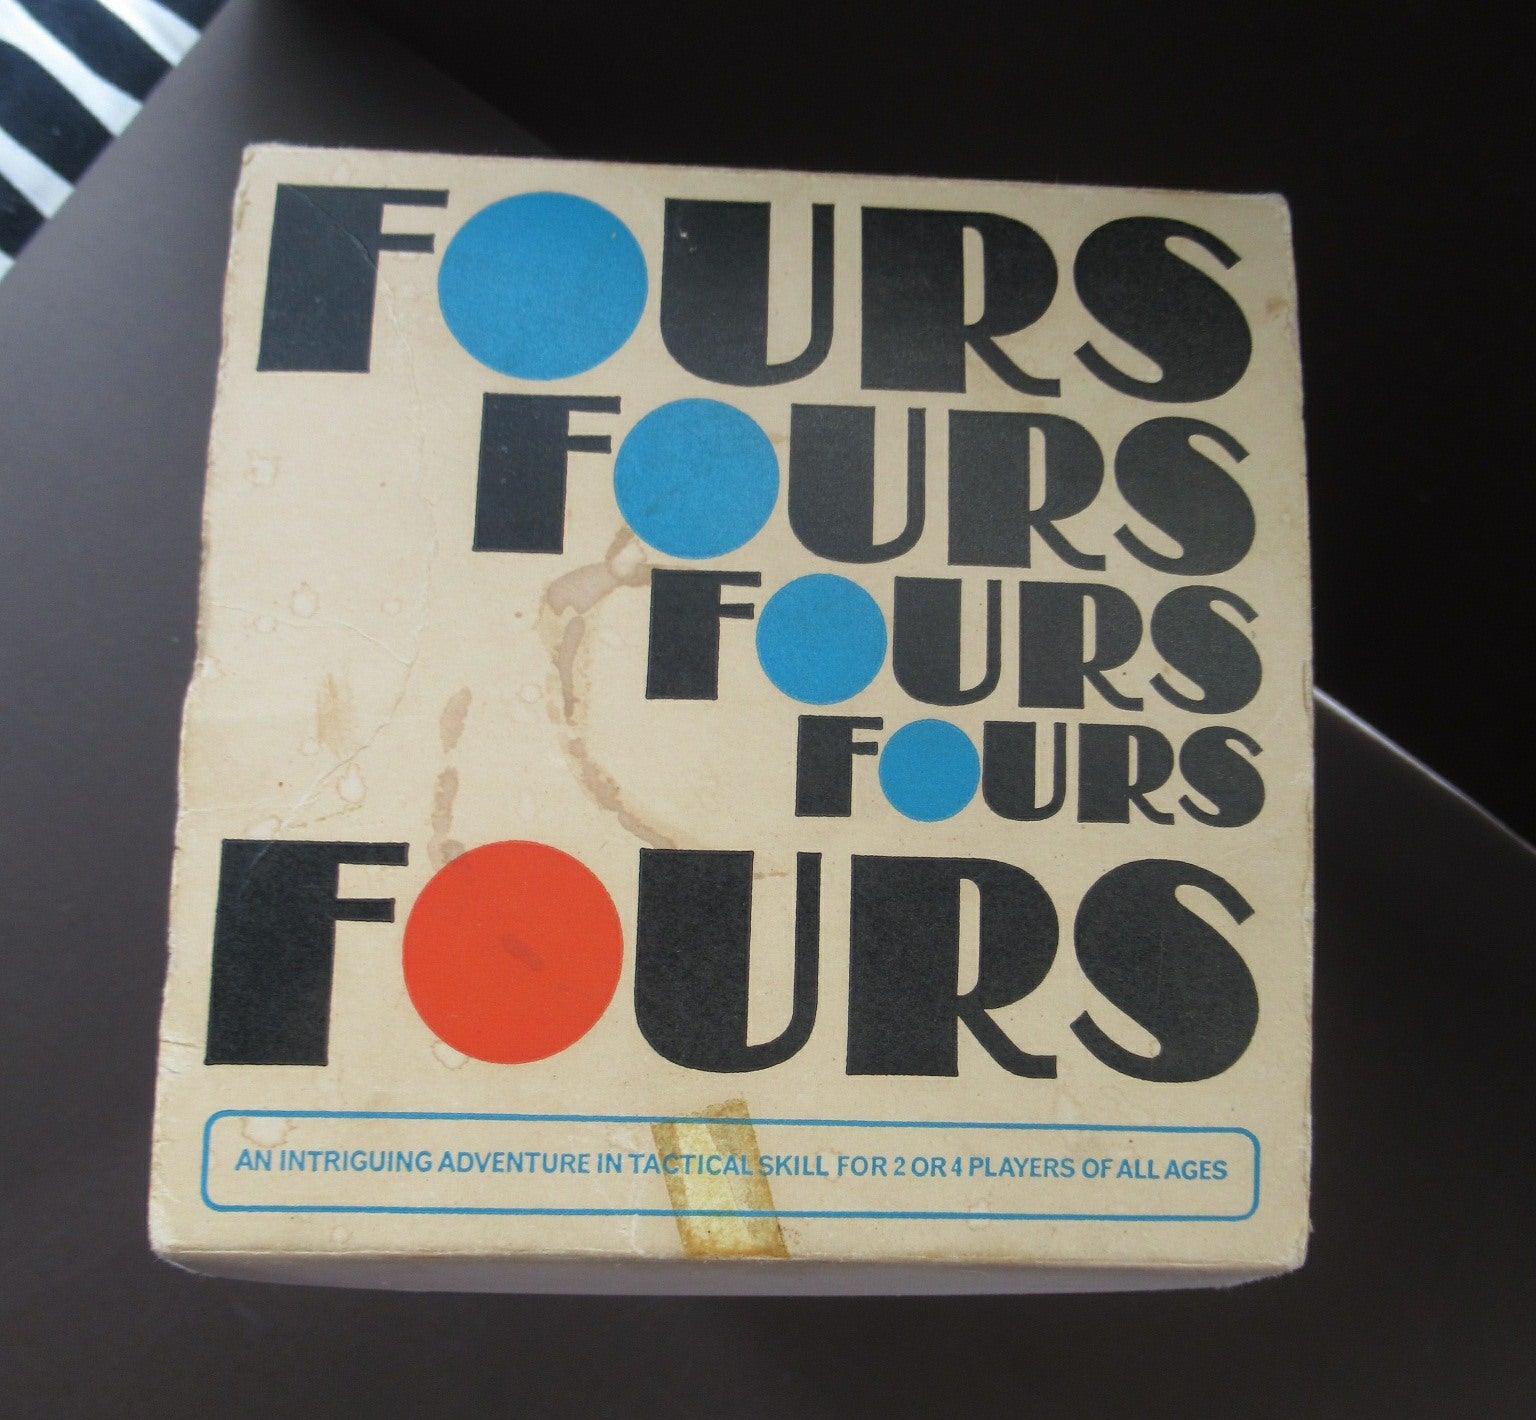 FOURS
FOURS
FOURS
FOURS
FOURS
AN INTRIGUING ADVENTURE IN TACTICAL SKILL FOR 2 OR 4 PLAYERS OF ALL AGES